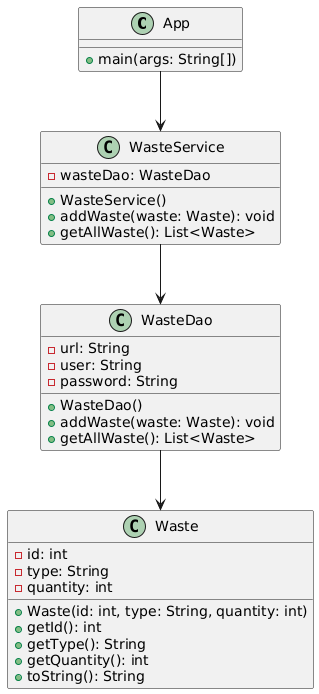 C App
main(args: String[])
C WasteService
wasteDao: WasteDao
WasteService()
addWaste(waste: Waste): void
getAllWaste(): List<Waste>
C WasteDao
url: String
user: String
password: String
WasteDao()
addWaste(waste: Waste): void
getAllWaste(): List<Waste>
C Waste
id: int
type: String
quantity: int
Waste(id: int, type: String, quantity: int)
getId(): int
getType(): String
getQuantity(): int
toString(): String